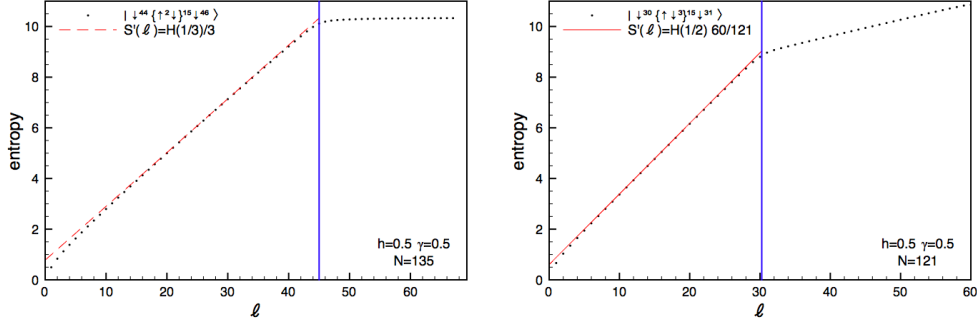 | ↓⁴⁴ {↑²↓}¹⁵↓⁴⁶ ⟩
S'(ℓ)=H(1/3)/3
entropy
10
8
6
4
2
0
h=0.5 γ=0.5
N=135
0 10 20 30 40 50 60
ℓ
| ↓³⁰ {↑ ↓³}¹⁵↓³¹ ⟩
S'(ℓ)=H(1/2) 60/121
entropy
10
8
6
4
2
0
h=0.5 γ=0.5
N=121
0 10 20 30 40 50 60
ℓ